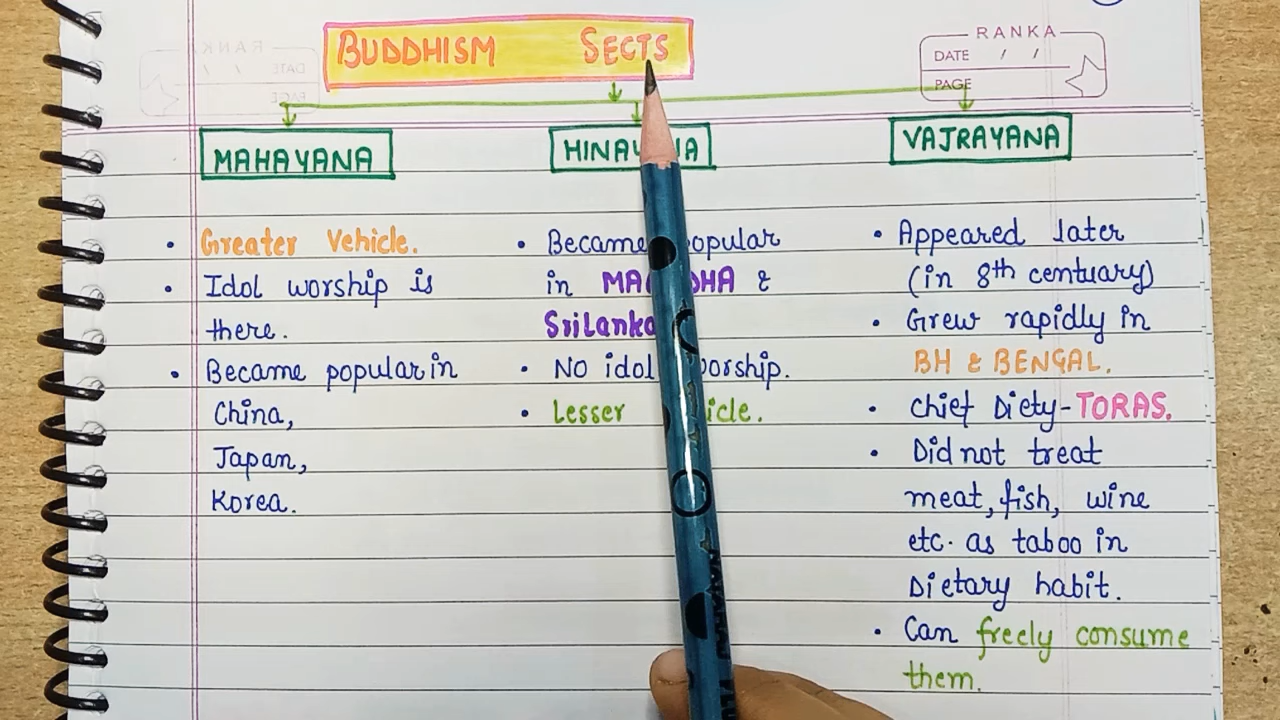 BUDDHISM SECTS
RANKA
DATE / /
PAGE
MAHAYANA
VAJRAYANA
• Greater Vehicle.
• Idol worship is
there.
• Became popular in
China,
Japan,
Korea.
• Became
in &
SriLanka
• No idol
• Lesser
• Appeared later
(in 8th centuary)
• Grew rapidly in
BH & BENGAL.
• Chief Diety-TORAS.
• Did not treat
meat, fish, wine
etc. as taboo in
Dietary habit.
• Can freely consume
them.